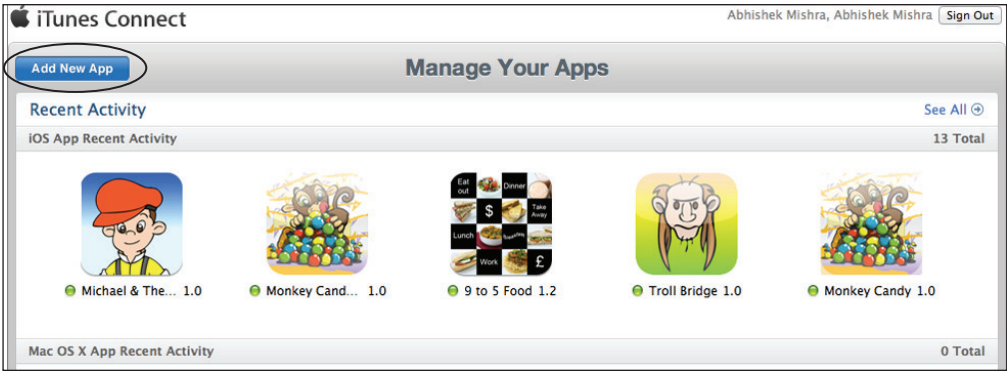 iTunes Connect
Abhishek Mishra, Abhishek Mishra Sign Out
Add New App
Manage Your Apps
Recent Activity
See All
iOS App Recent Activity
13 Total
Eat out
Dinner
$
Take Away
Lunch
Work
£
Michael & The... 1.0
Monkey Cand... 1.0
9 to 5 Food 1.2
Troll Bridge 1.0
Monkey Candy 1.0
Mac OS X App Recent Activity
0 Total